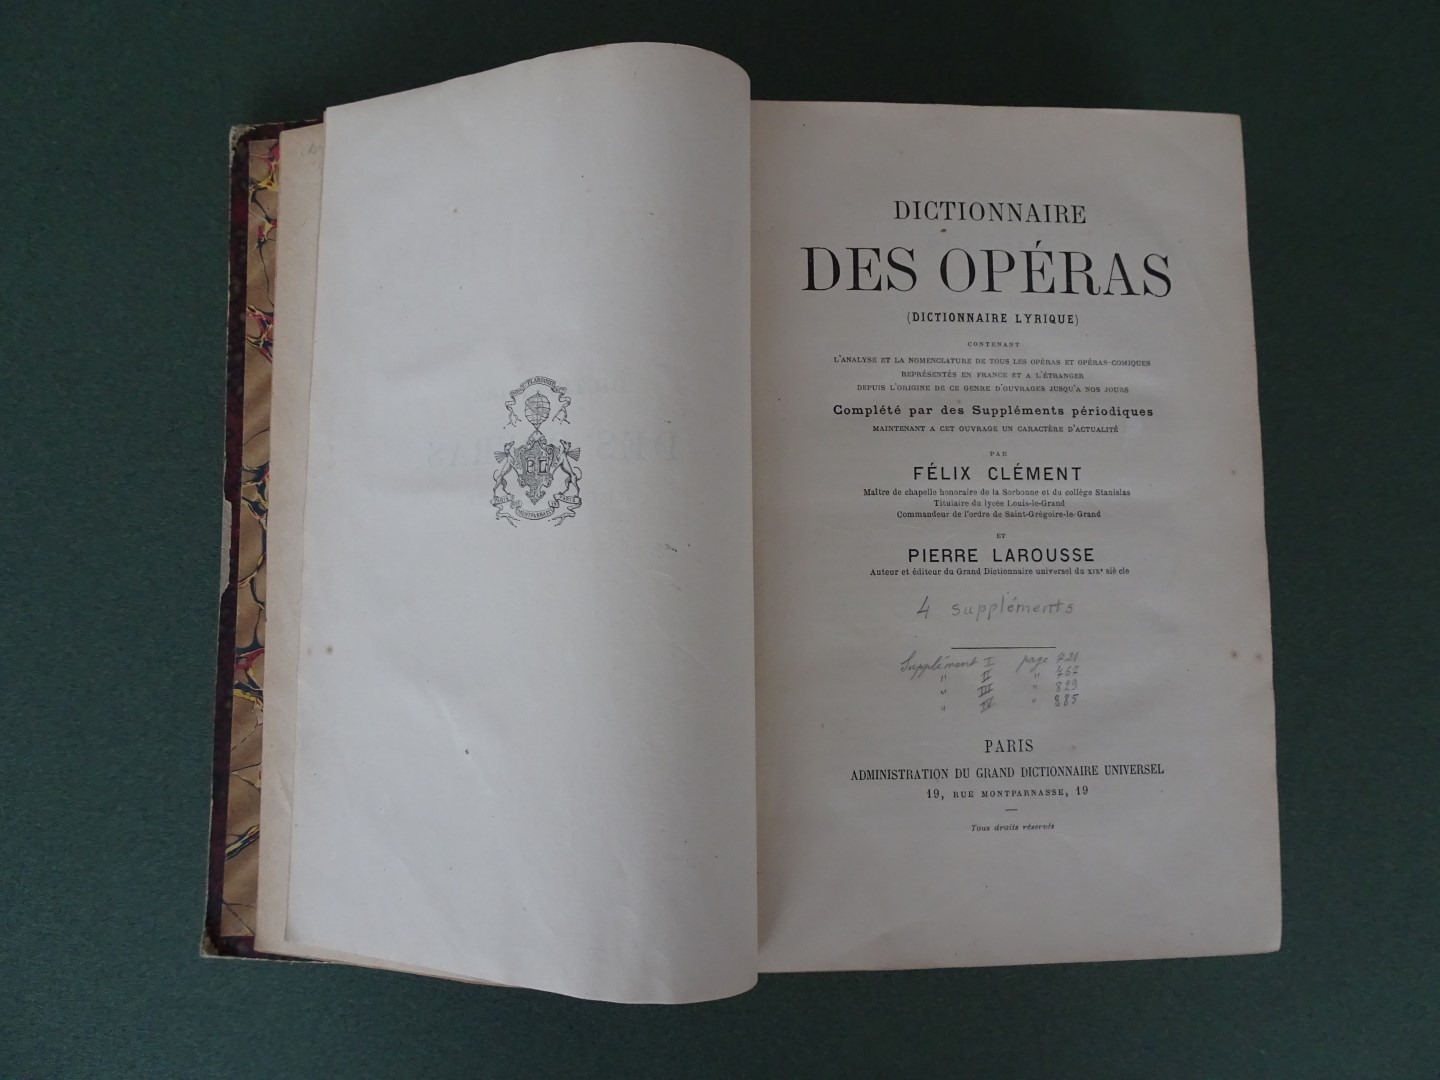 PL
DICTIONNAIRE
DES OPÉRAS
(DICTIONNAIRE LYRIQUE)
CONTENANT
L'ANALYSE ET LA NOMENCLATURE DE TOUS LES OPÉRAS ET OPÉRAS-COMIQUES
REPRÉSENTÉS EN FRANCE ET A L'ÉTRANGER
DEPUIS L'ORIGINE DE CE GENRE D'OUVRAGES JUSQU'A NOS JOURS
Complété par des Suppléments périodiques
MAINTENANT A CET OUVRAGE UN CARACTÈRE D'ACTUALITÉ
PAR
FÉLIX CLÉMENT
Maître de chapelle honoraire de la Sorbonne et du collège Stanislas
Titulaire du lycée Louis-le-Grand
Commandeur de l'ordre de Saint-Grégoire-le-Grand
ET
PIERRE LAROUSSE
Auteur et éditeur du Grand Dictionnaire universel du XIXe siè cle
4 suppléments
Supplément I page 721
" II " 767
" III " 829
" IV " 885
PARIS
ADMINISTRATION DU GRAND DICTIONNAIRE UNIVERSEL
19, RUE MONTPARNASSE, 19
Tous droits réservés